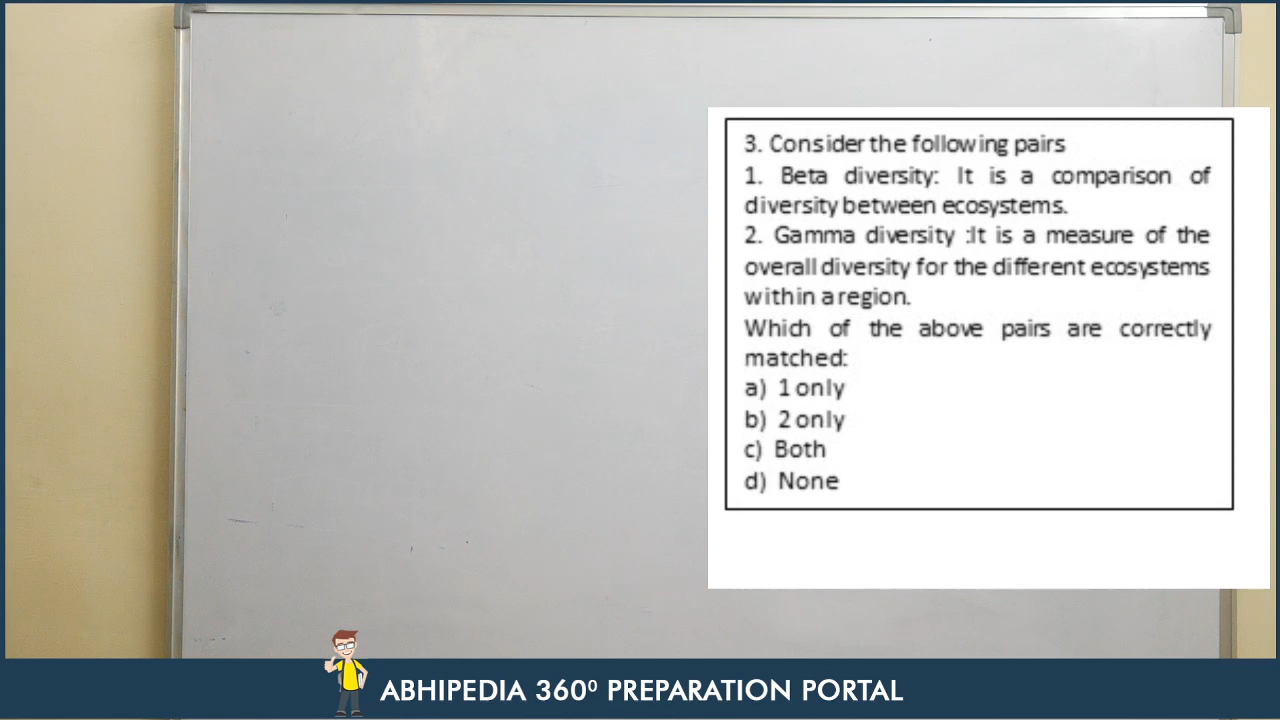 3. Consider the following pairs
1. Beta diversity: It is a comparison of
diversity between ecosystems.
2. Gamma diversity :It is a measure of the
overall diversity for the different ecosystems
within a region.
Which of the above pairs are correctly
matched:
a) 1 only
b) 2 only
c) Both
d) None
ABHIPEDIA 360⁰ PREPARATION PORTAL